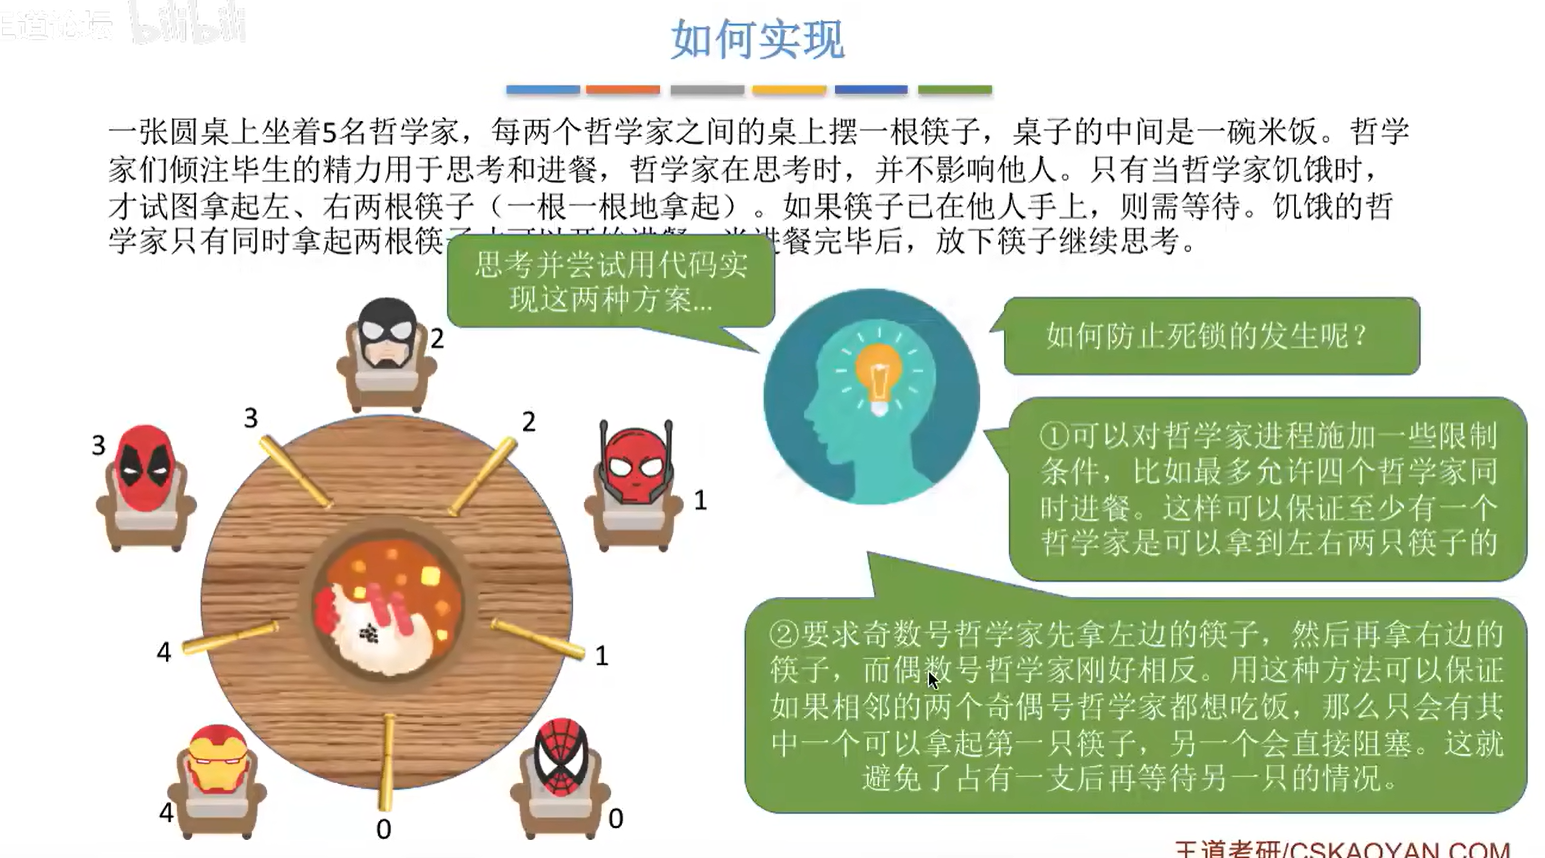 王道论坛 bilibili
如何实现
一张圆桌上坐着5名哲学家，每两个哲学家之间的桌上摆一根筷子，桌子的中间是一碗米饭。哲学
家们倾注毕生的精力用于思考和进餐，哲学家在思考时，并不影响他人。只有当哲学家饥饿时，
才试图拿起左、右两根筷子（一根一根地拿起）。如果筷子已在他人手上，则需等待。饥饿的哲
学家只有同时拿起两根筷 进餐完毕后，放下筷子继续思考。
思考并尝试用代码实
现这两种方案...
如何防止死锁的发生呢？
①可以对哲学家进程施加一些限制
条件，比如最多允许四个哲学家同
时进餐。这样可以保证至少有一个
哲学家是可以拿到左右两只筷子的
②要求奇数号哲学家先拿左边的筷子，然后再拿右边的
筷子，而偶数号哲学家刚好相反。用这种方法可以保证
如果相邻的两个奇偶号哲学家都想吃饭，那么只会有其
中一个可以拿起第一只筷子，另一个会直接阻塞。这就
避免了占有一支后再等待另一只的情况。
2
3
2
3
1
4
1
4
0
0
王道考研/CSKAOYAN.COM